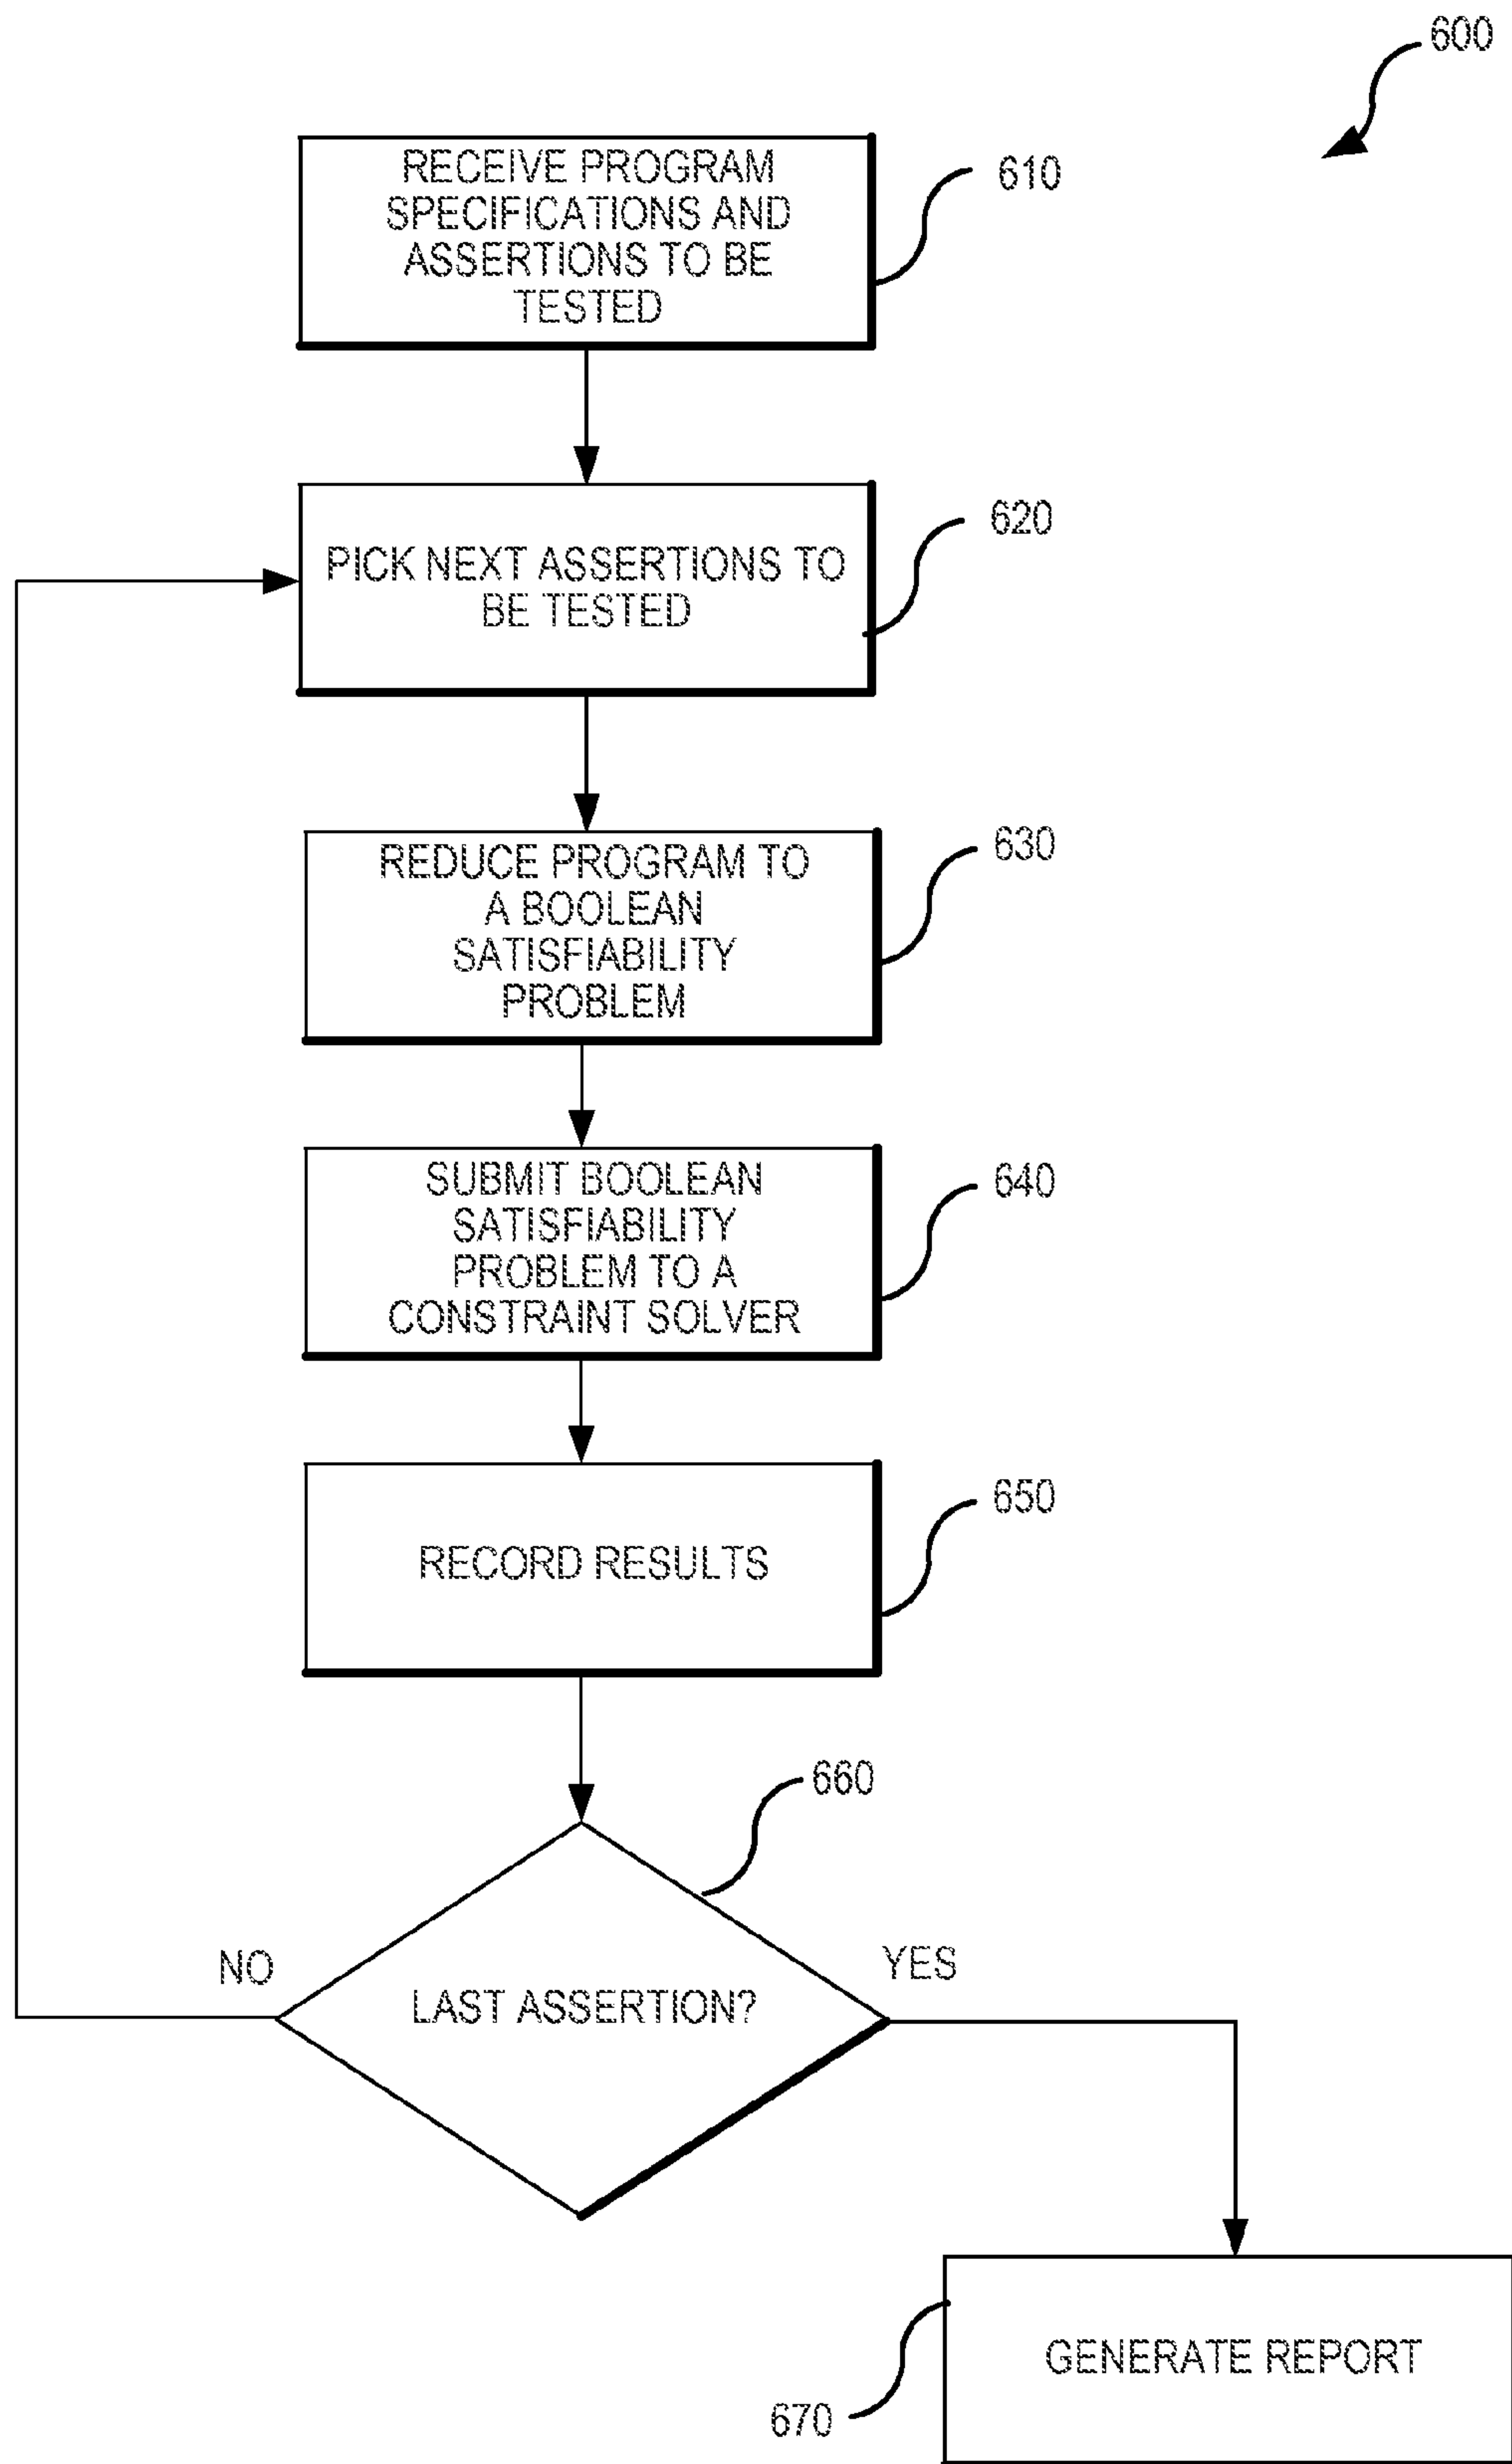 600
RECEIVE PROGRAM
SPECIFICATIONS AND
ASSERTIONS TO BE
TESTED
610
PICK NEXT ASSERTIONS TO
BE TESTED
620
REDUCE PROGRAM TO
A BOOLEAN
SATISFIABILITY
PROBLEM
630
SUBMIT BOOLEAN
SATISFIABILITY
PROBLEM TO A
CONSTRAINT SOLVER
640
RECORD RESULTS
650
660
LAST ASSERTION?
NO
YES
GENERATE REPORT
670